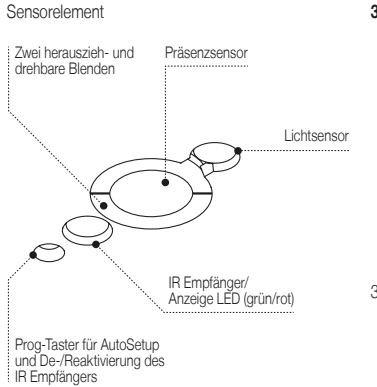 Sensorelement
3
Zwei herauszieh- und
drehbare Blenden
Präsenzsensor
Lichtsensor
IR Empfänger/
Anzeige LED (grün/rot)
3
Prog-Taster für AutoSetup
und De-/Reaktivierung des
IR Empfängers